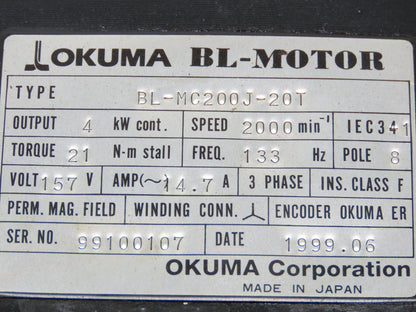 OKUMA BL-MOTOR
TYPE BL-MC200J-20T
OUTPUT 4 kW cont. SPEED 2000 min⁻¹ IEC341
TORQUE 21 N-m stall FREQ. 133 Hz POLE 8
VOLT 157 V AMP(~) 14.7 A 3 PHASE INS. CLASS F
PERM. MAG. FIELD WINDING CONN. ENCODER OKUMA ER
SER. NO. 99100107 DATE 1999.06
OKUMA Corporation
MADE IN JAPAN